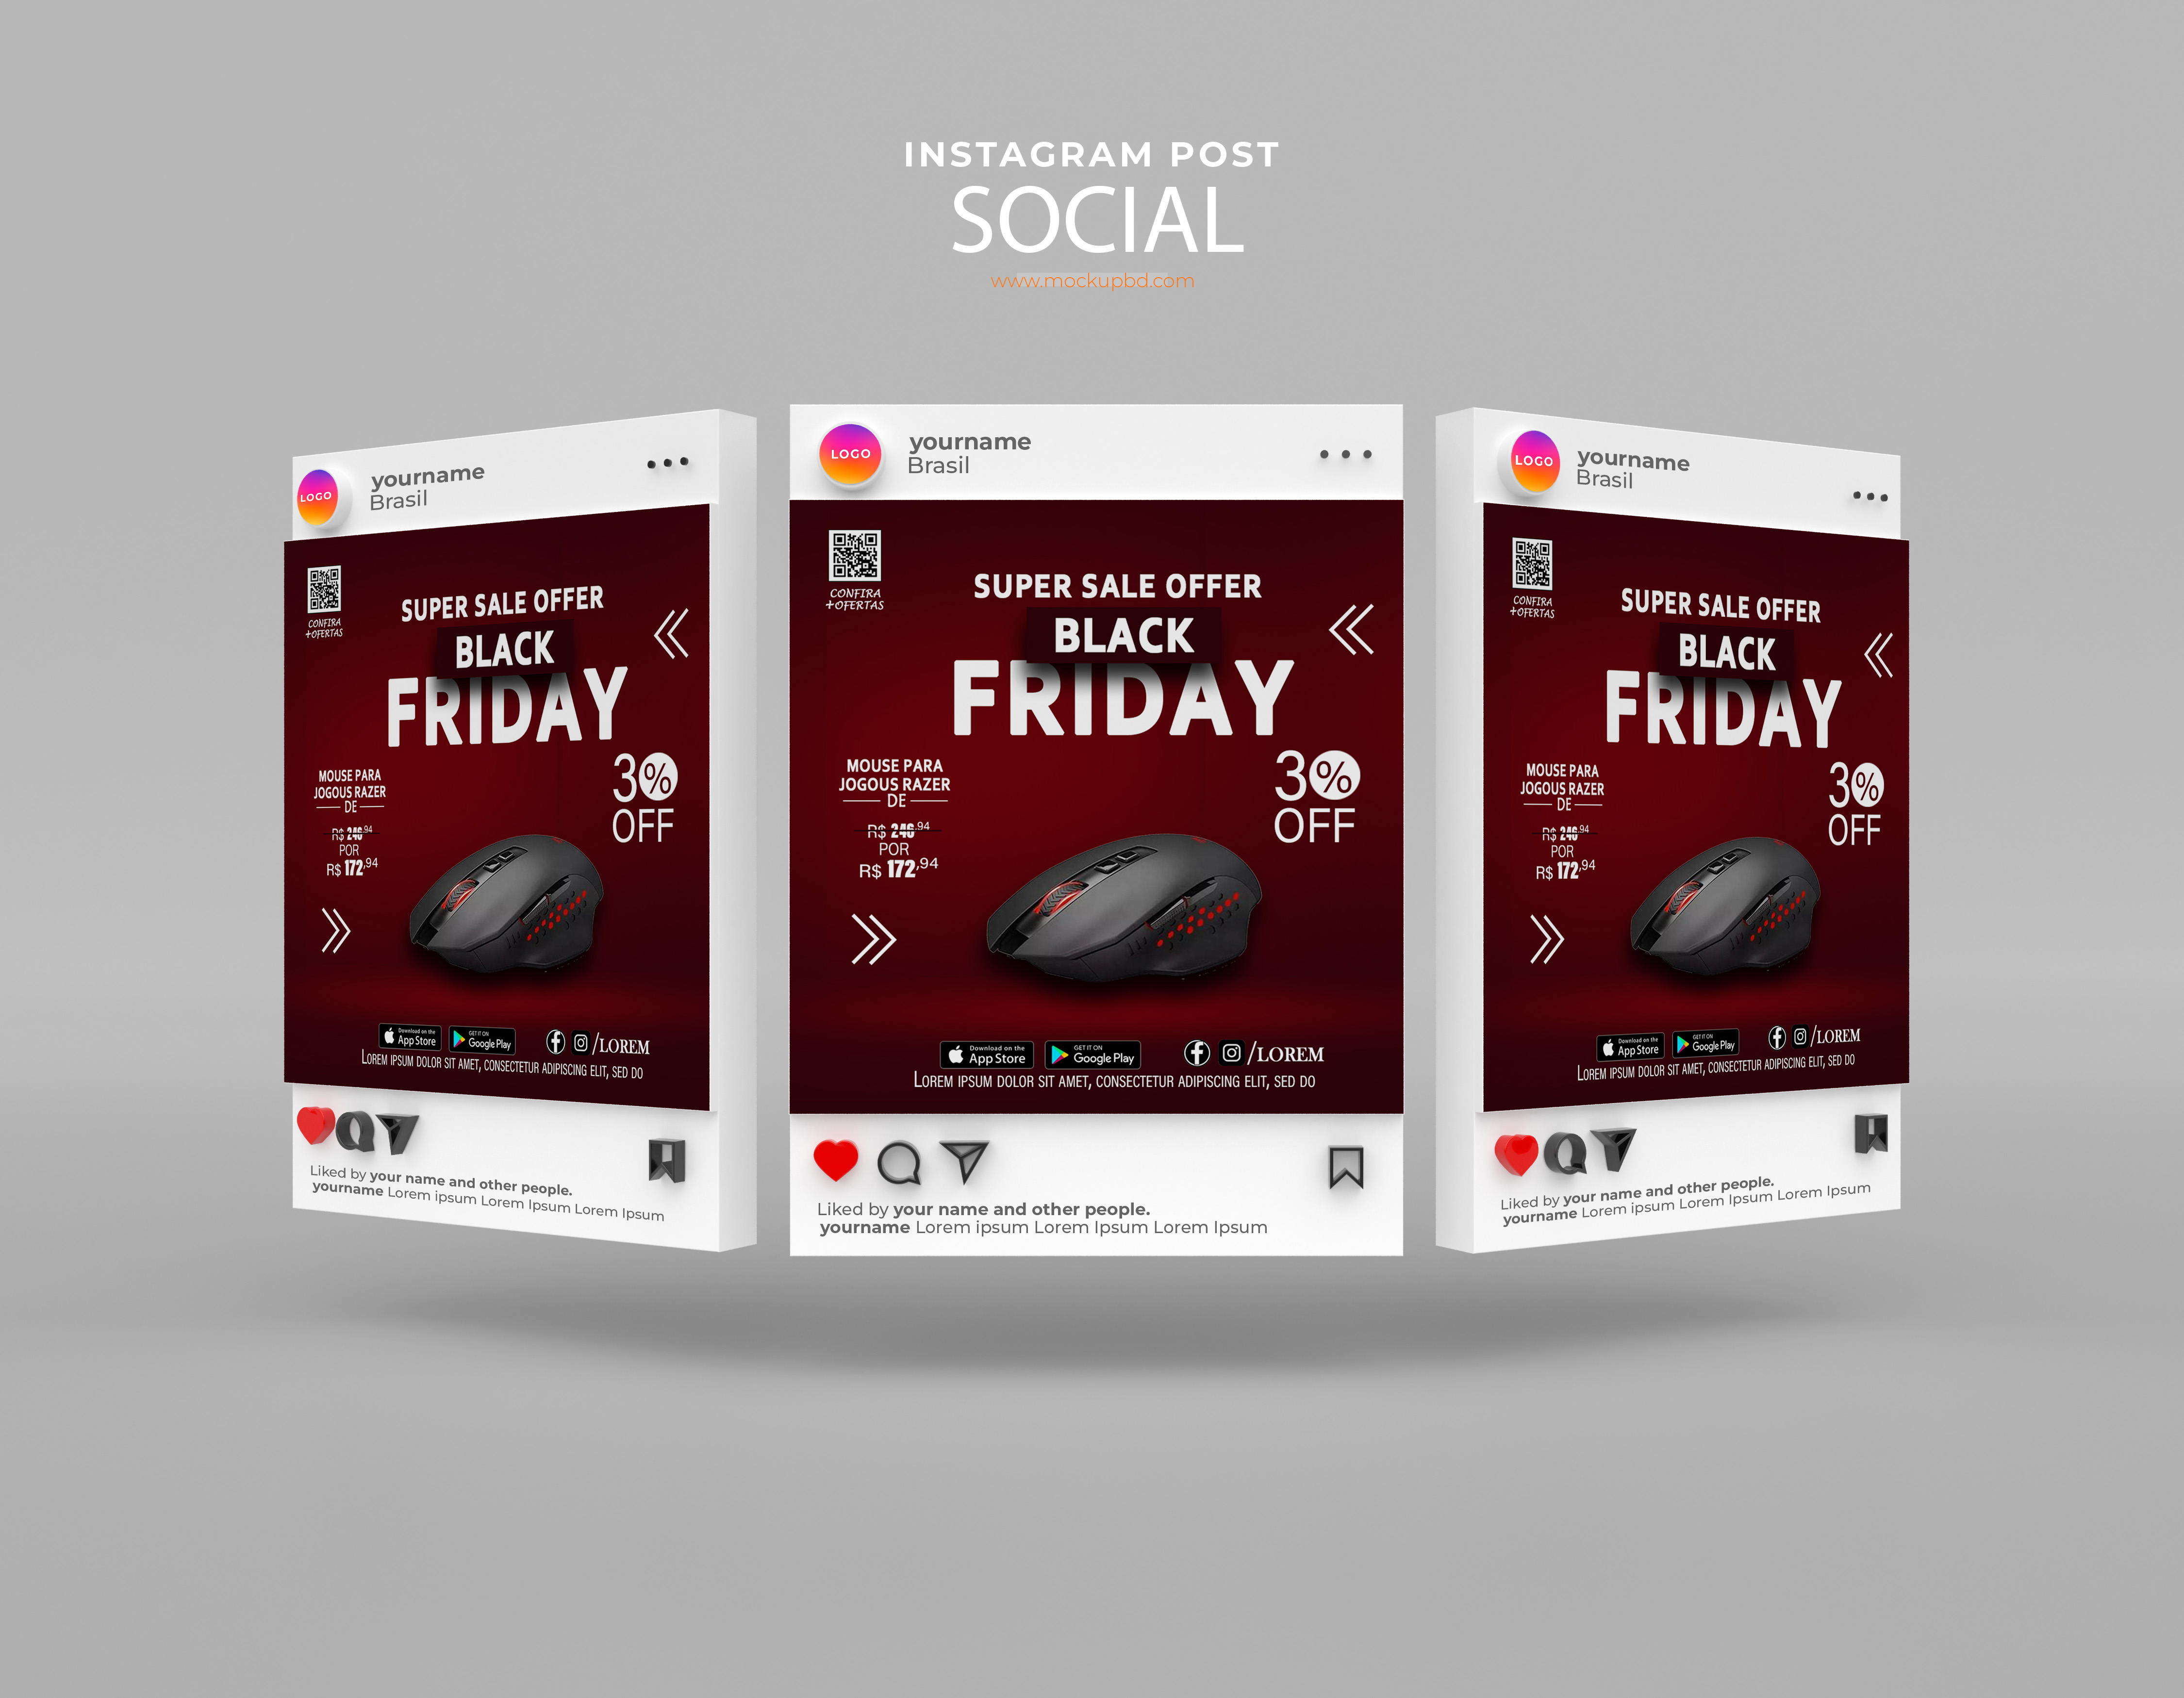 INSTAGRAM POST
SOCIAL
www.mockupbd.com
LOGO
yourname
Brasil
CONFIRA
+OFERTAS
SUPER SALE OFFER
BLACK
FRIDAY
3%
OFF
MOUSE PARA
JOGOUS RAZER
DE
R$ 246,94
POR
R$ 172,94
Download on the
App Store
GET IT ON
Google Play
/LOREM
Lorem ipsum dolor sit amet, consectetur adipiscing elit, sed do
Liked by your name and other people.
yourname Lorem ipsum Lorem Ipsum Lorem Ipsum
LOGO
yourname
Brasil
CONFIRA
+OFERTAS
SUPER SALE OFFER
BLACK
FRIDAY
3%
OFF
MOUSE PARA
JOGOUS RAZER
DE
R$ 246,94
POR
R$ 172,94
Download on the
App Store
GET IT ON
Google Play
/LOREM
Lorem ipsum dolor sit amet, consectetur adipiscing elit, sed do
Liked by your name and other people.
yourname Lorem ipsum Lorem Ipsum Lorem Ipsum
LOGO
yourname
Brasil
CONFIRA
+OFERTAS
SUPER SALE OFFER
BLACK
FRIDAY
3%
OFF
MOUSE PARA
JOGOUS RAZER
DE
R$ 246,94
POR
R$ 172,94
Download on the
App Store
GET IT ON
Google Play
/LOREM
Lorem ipsum dolor sit amet, consectetur adipiscing elit, sed do
Liked by your name and other people.
yourname Lorem ipsum Lorem Ipsum Lorem Ipsum